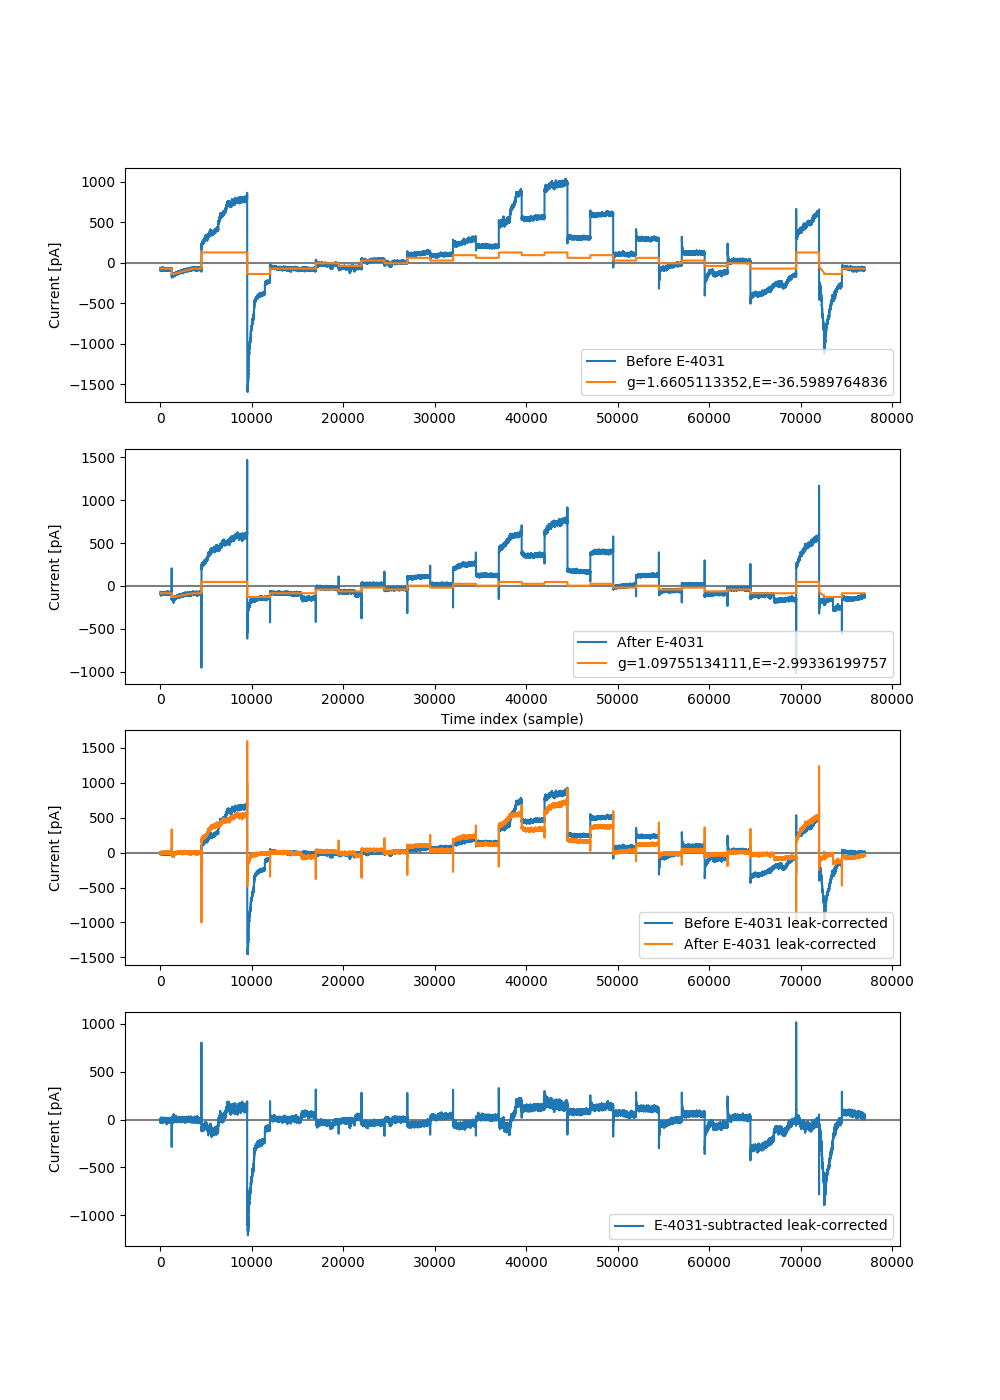 1000
500
0
−500
−1000
−1500
Current [pA]
Before E-4031
g=1.6605113352,E=-36.5989764836
0 10000 20000 30000 40000 50000 60000 70000 80000
1500
1000
500
0
−500
−1000
Current [pA]
After E-4031
g=1.09755134111,E=-2.99336199757
0 10000 20000 30000 40000 50000 60000 70000 80000
Time index (sample)
1500
1000
500
0
−500
−1000
−1500
Current [pA]
Before E-4031 leak-corrected
After E-4031 leak-corrected
0 10000 20000 30000 40000 50000 60000 70000 80000
1000
500
0
−500
−1000
Current [pA]
E-4031-subtracted leak-corrected
0 10000 20000 30000 40000 50000 60000 70000 80000